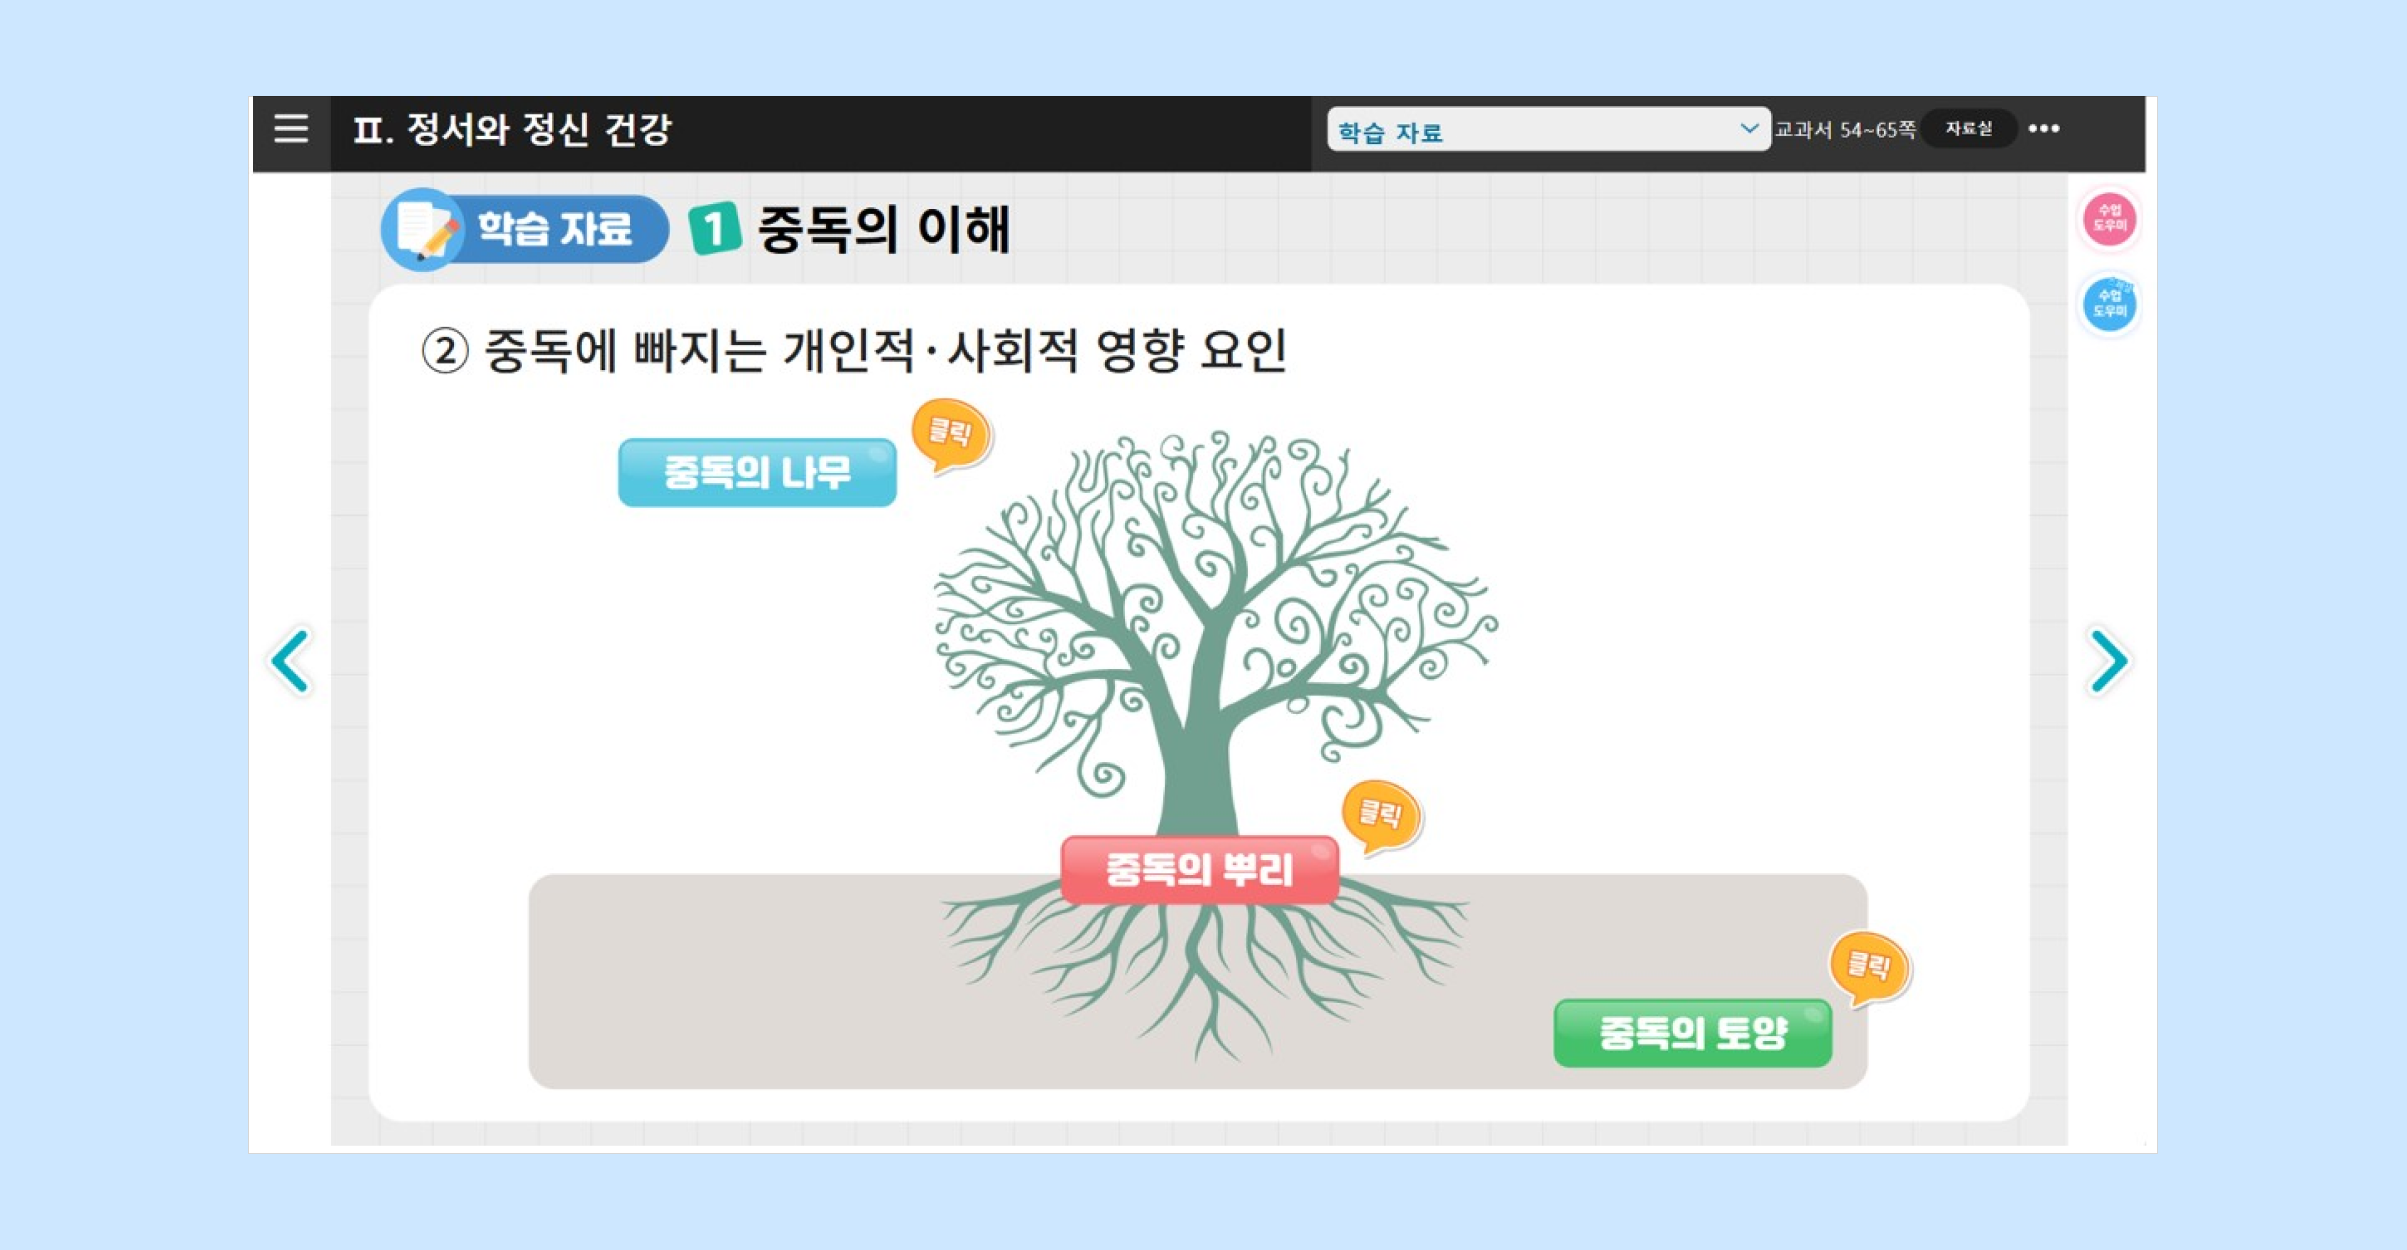 II. 정서와 정신 건강
학습 자료
교과서 54~65쪽
자료실
수업
도우미
수업
도우미
학습 자료
1 중독의 이해
② 중독에 빠지는 개인적·사회적 영향 요인
클릭
중독의 나무
클릭
중독의 뿌리
클릭
중독의 토양